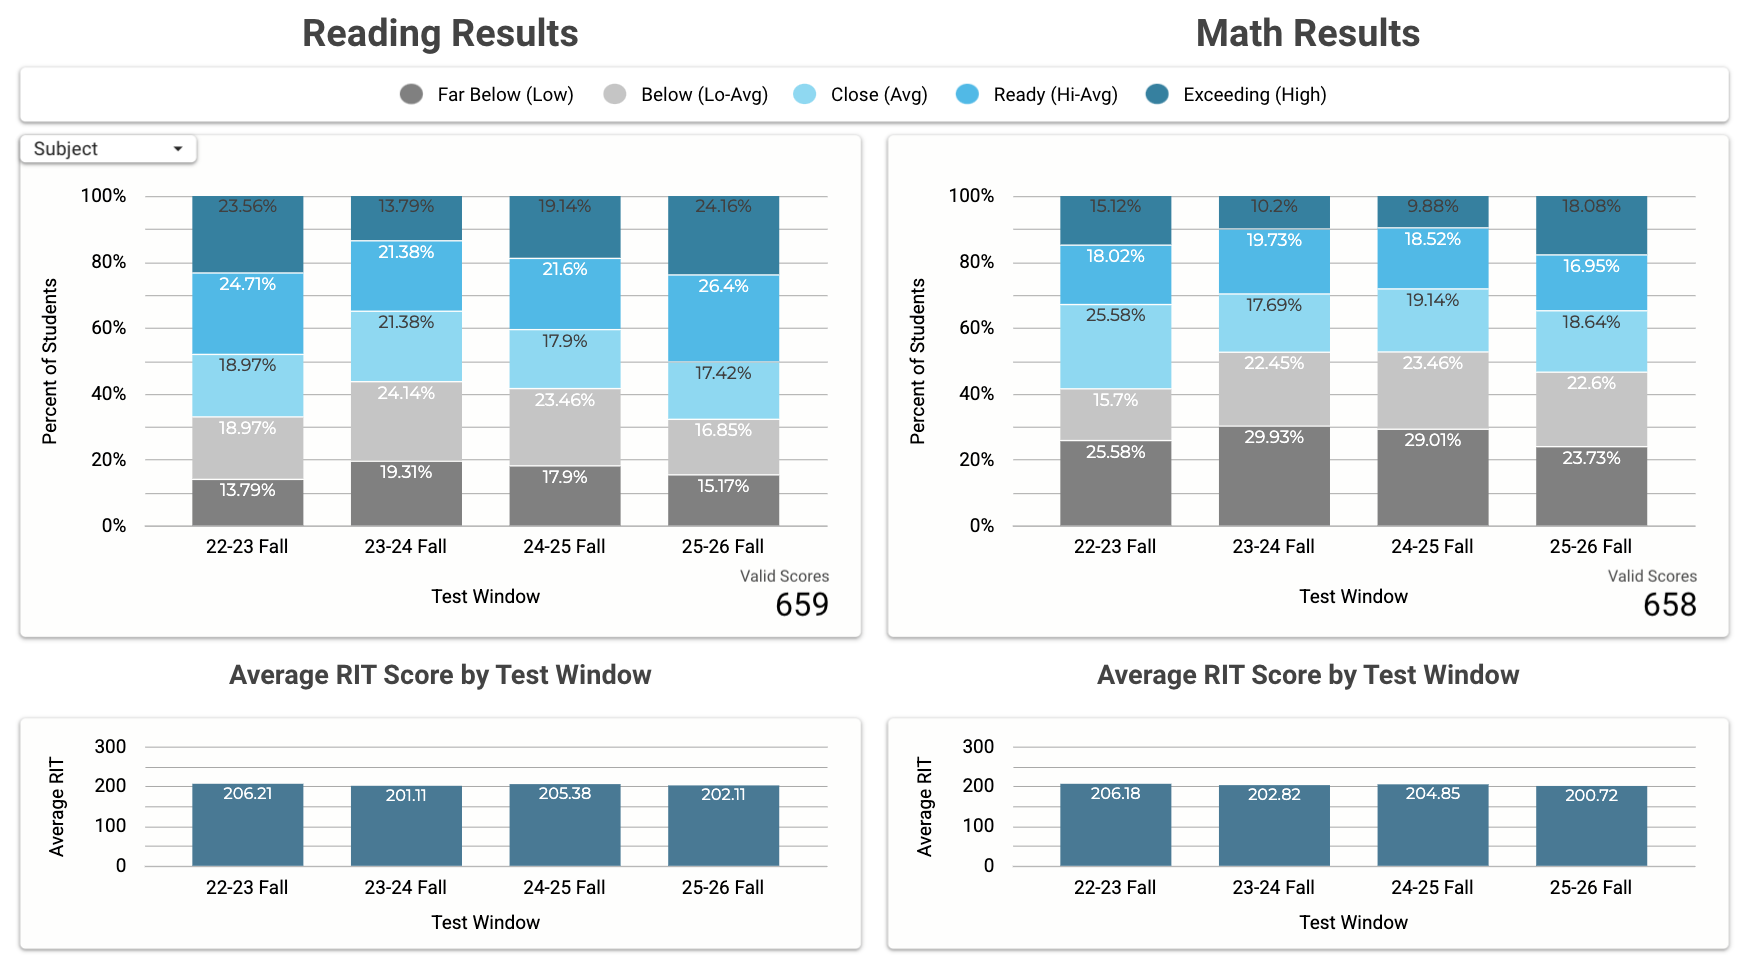 Reading Results
Math Results
Far Below (Low)
Below (Lo-Avg)
Close (Avg)
Ready (Hi-Avg)
Exceeding (High)
Subject
Percent of Students
100%
80%
60%
40%
20%
0%
23.56%
24.71%
18.97%
18.97%
13.79%
13.79%
21.38%
21.38%
24.14%
19.31%
19.14%
21.6%
17.9%
23.46%
17.9%
24.16%
26.4%
17.42%
16.85%
15.17%
22-23 Fall
23-24 Fall
24-25 Fall
25-26 Fall
Test Window
Valid Scores
659
Percent of Students
100%
80%
60%
40%
20%
0%
15.12%
18.02%
25.58%
15.7%
25.58%
10.2%
19.73%
17.69%
22.45%
29.93%
9.88%
18.52%
19.14%
23.46%
29.01%
18.08%
16.95%
18.64%
22.6%
23.73%
22-23 Fall
23-24 Fall
24-25 Fall
25-26 Fall
Test Window
Valid Scores
658
Average RIT Score by Test Window
Average RIT
300
200
100
0
206.21
201.11
205.38
202.11
22-23 Fall
23-24 Fall
24-25 Fall
25-26 Fall
Test Window
Average RIT Score by Test Window
Average RIT
300
200
100
0
206.18
202.82
204.85
200.72
22-23 Fall
23-24 Fall
24-25 Fall
25-26 Fall
Test Window